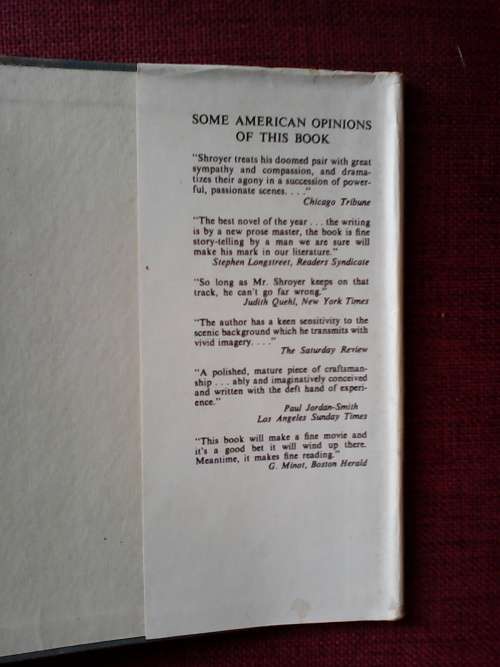 SOME AMERICAN OPINIONS
OF THIS BOOK
"Shroyer treats his doomed pair with great
sympathy and compassion, and drama-
tizes their agony in a succession of power-
ful, passionate scenes. . . ."
Chicago Tribune
"The best novel of the year . . . the writing
is by a new prose master, the book is fine
story-telling by a man we are sure will
make his mark in our literature."
Stephen Longstreet, Readers Syndicate
"So long as Mr. Shroyer keeps on that
track, he can't go far wrong."
Judith Quehl, New York Times
"The author has a keen sensitivity to the
scenic background which he transmits with
vivid imagery. . . ."
The Saturday Review
"A polished, mature piece of craftsman-
ship . . . ably and imaginatively conceived
and written with the deft hand of experi-
ence."
Paul Jordan-Smith
Los Angeles Sunday Times
"This book will make a fine movie and
it's a good bet it will wind up there.
Meantime, it makes fine reading."
G. Minot, Boston Herald